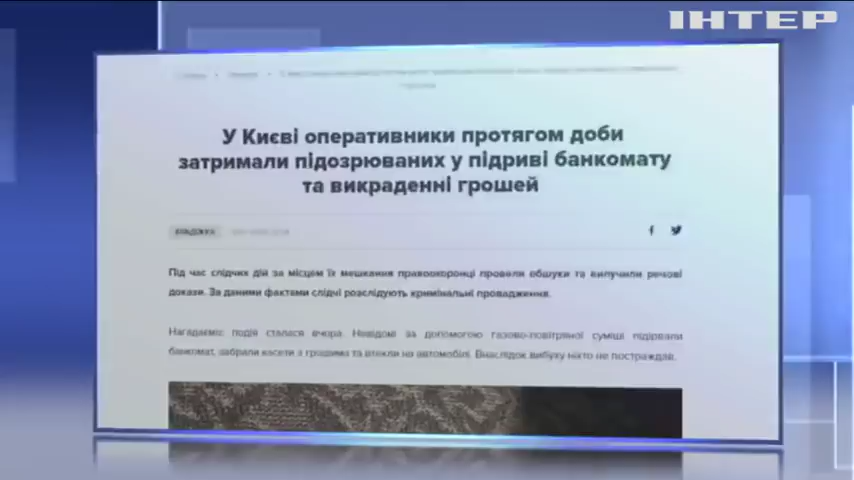 ІНТЕР
У Києві оперативники протягом доби
затримали підозрюваних у підриві банкомату
та викраденні грошей
КРАДІЖКА
Під час слідчих дій за місцем їх мешкання правоохоронці провели обшуки та вилучили речові
докази. За даними фактами слідчі розслідують кримінальні провадження.
Нагадаємо: подія сталася вчора. Невідомі за допомогою газово-повітряної суміші підірвали
банкомат, забрали касети з грошима та втекли на автомобілі. Внаслідок вибуху ніхто не постраждав.